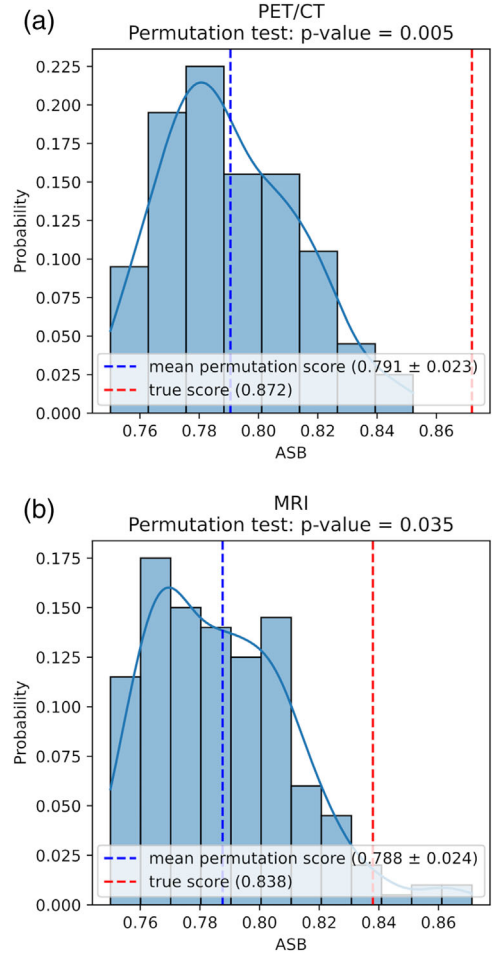 (a)
PET/CT
Permutation test: p-value = 0.005
0.225
0.200
0.175
0.150
0.125
0.100
0.075
0.050
0.025
0.000
Probability
mean permutation score (0.791 ± 0.023)
true score (0.872)
0.76 0.78 0.80 0.82 0.84 0.86
ASB
(b)
MRI
Permutation test: p-value = 0.035
0.175
0.150
0.125
0.100
0.075
0.050
0.025
0.000
Probability
mean permutation score (0.788 ± 0.024)
true score (0.838)
0.76 0.78 0.80 0.82 0.84 0.86
ASB